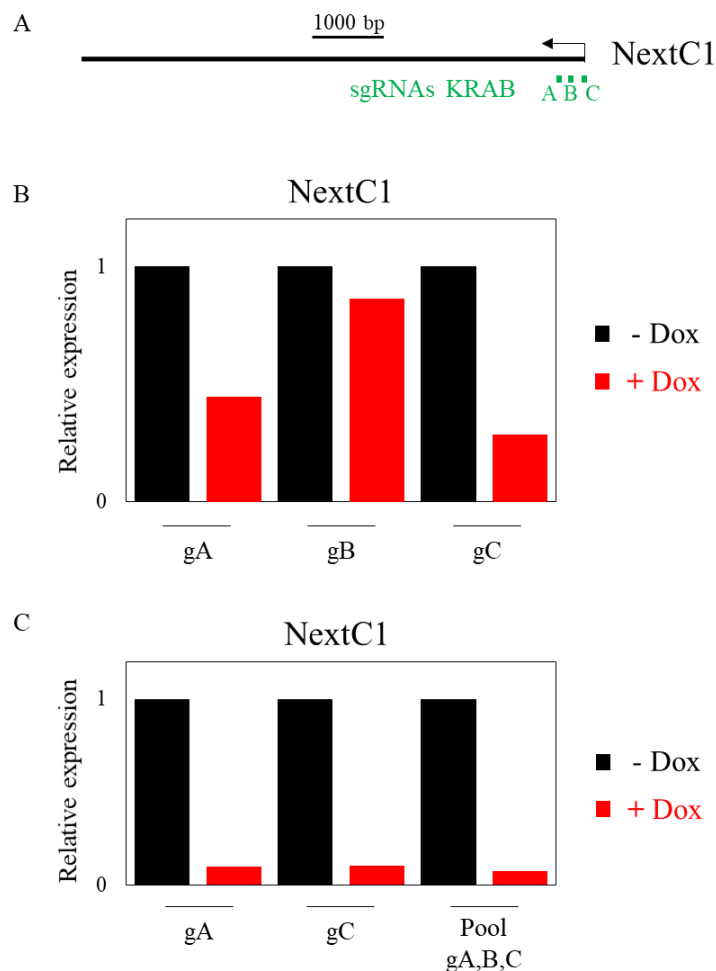 A
1000 bp
NextC1
sgRNAs KRAB
A B C
B
NextC1
Relative expression
1
0
gA
gB
gC
- Dox
+ Dox
C
NextC1
Relative expression
1
0
gA
gC
Pool
gA,B,C
- Dox
+ Dox